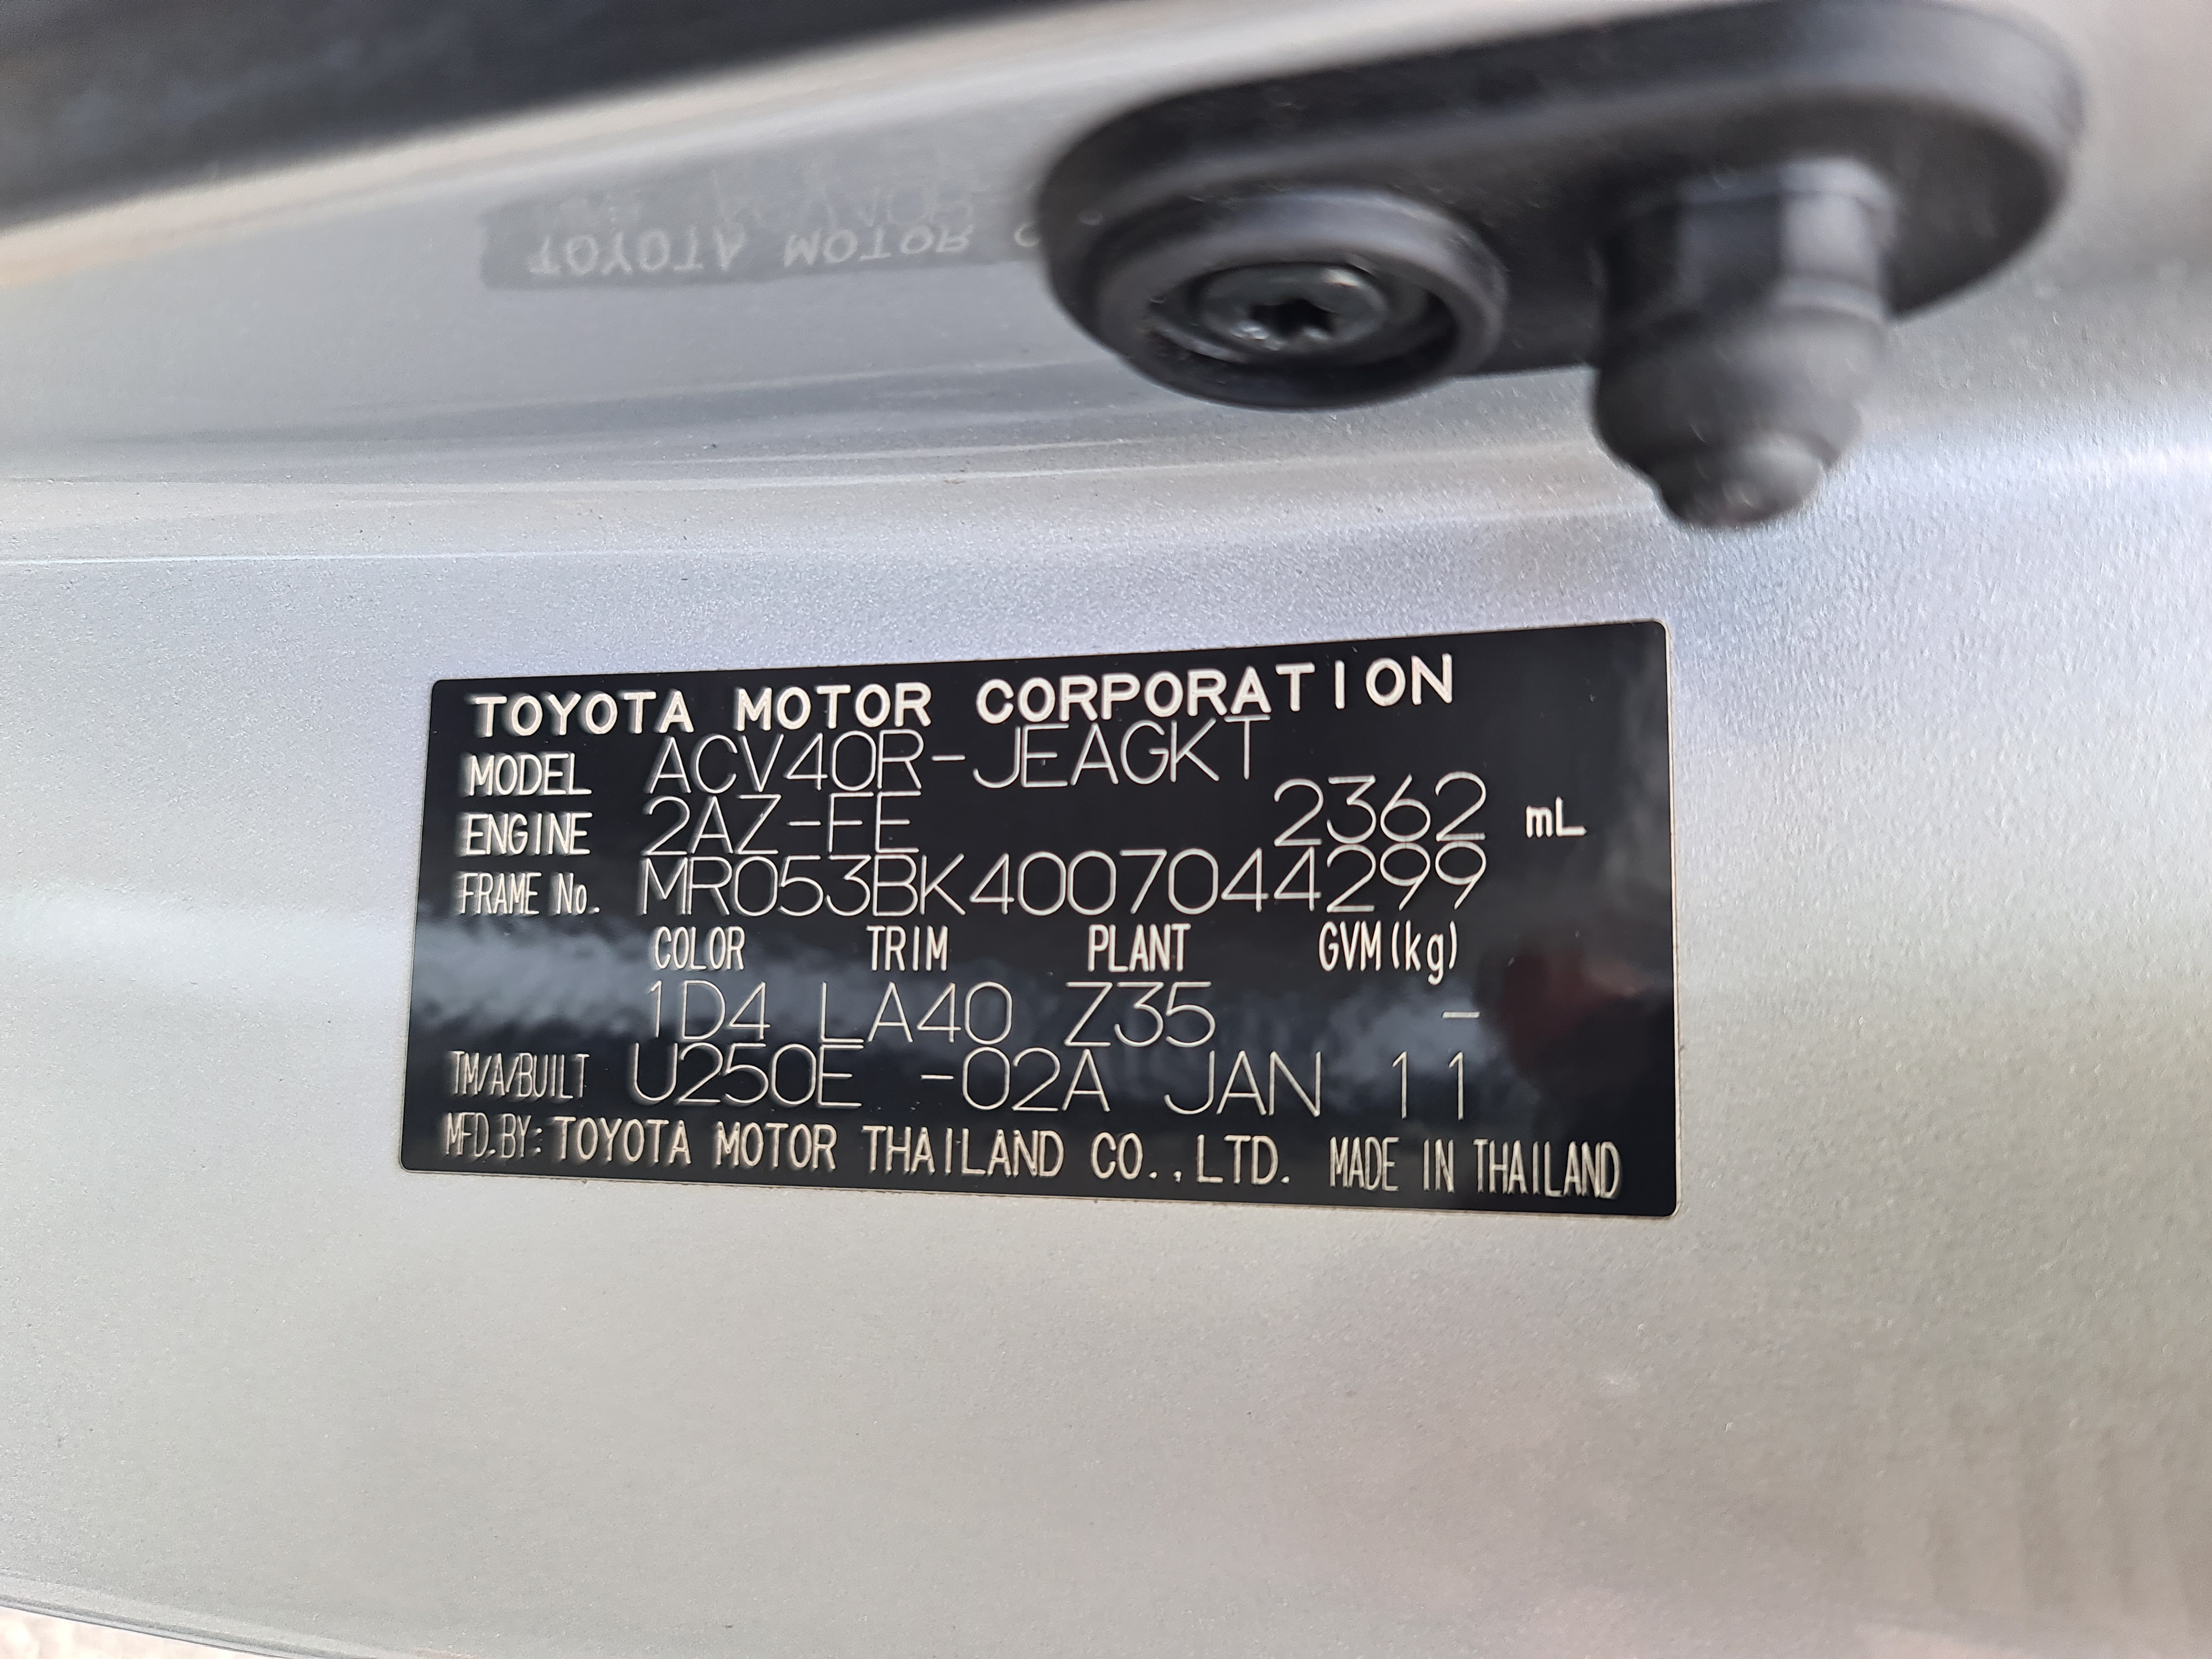 TOYOTA MOTOR C
TOYOTA MOTOR CORPORATION
MODEL ACV40R-JEAGKT
ENGINE 2AZ-FE 2362 mL
FRAME No. MR053BK4007044299
COLOR TRIM PLANT GVM(kg)
1D4 LA40 Z35 -
TM/A/BUILT U250E -02A JAN 11
MFD.BY: TOYOTA MOTOR THAILAND CO.,LTD. MADE IN THAILAND